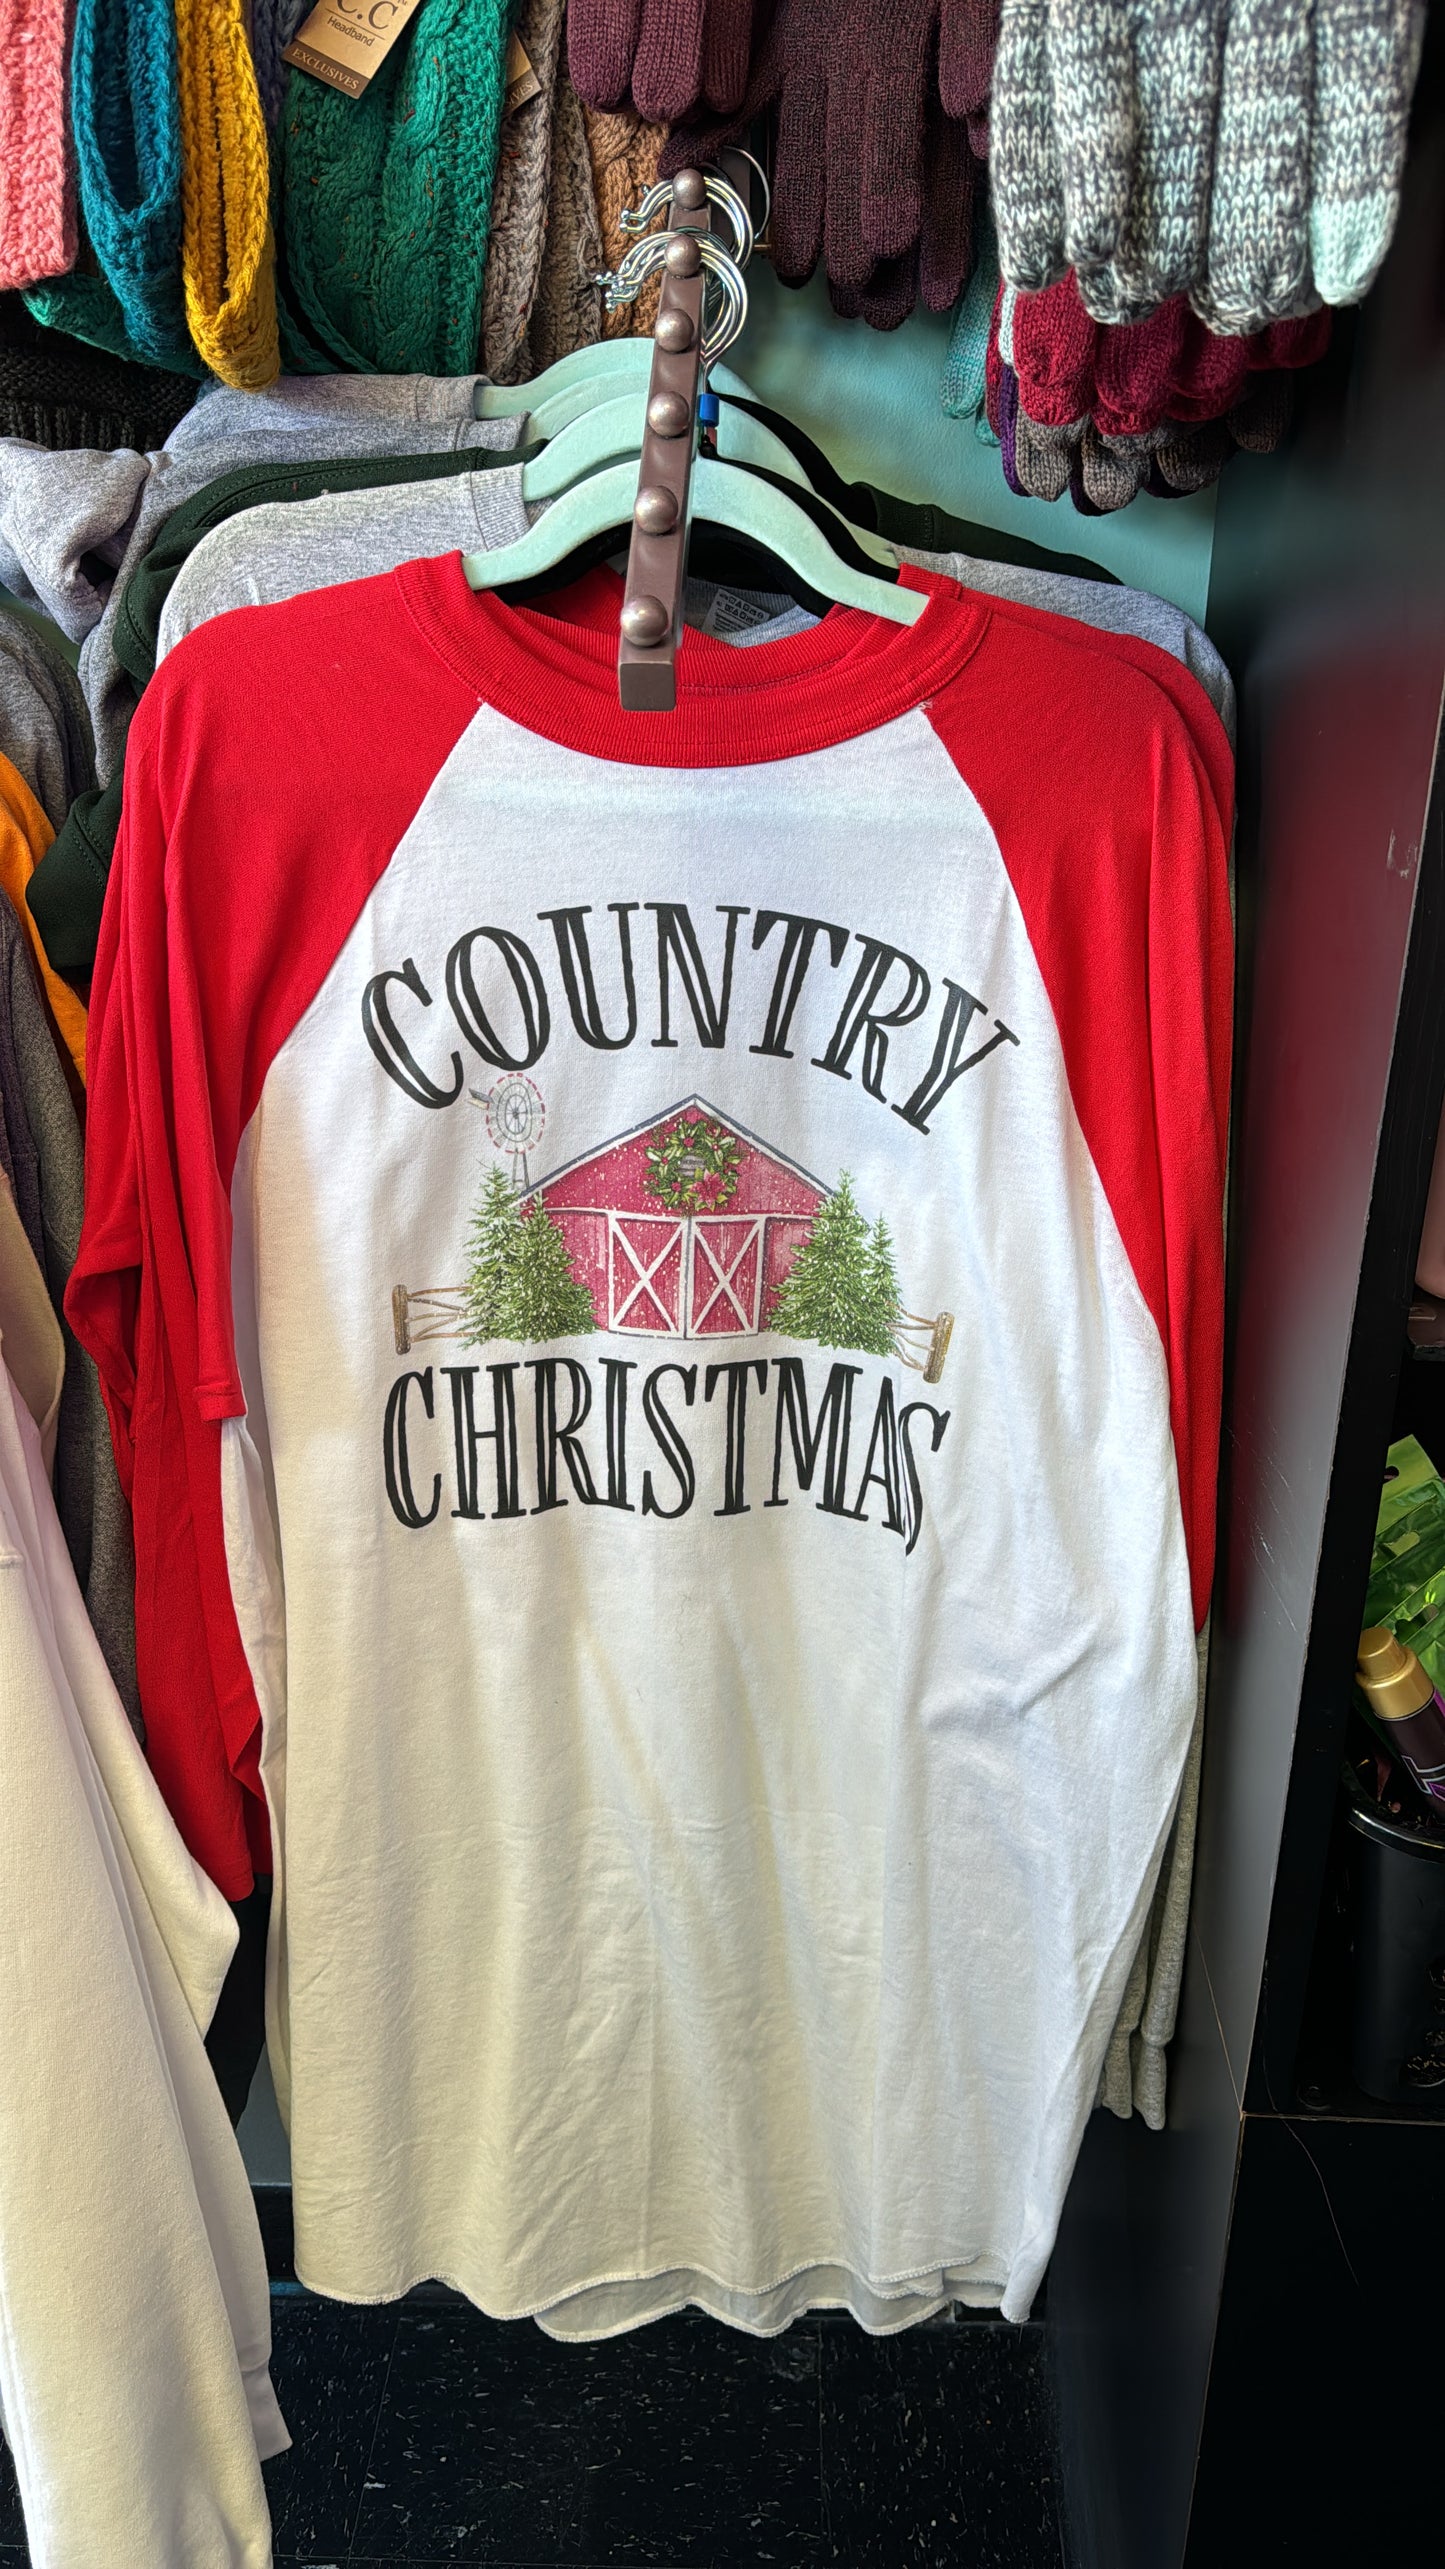 C.C
Headband
EXCLUSIVES
COUNTRY
CHRISTMAS